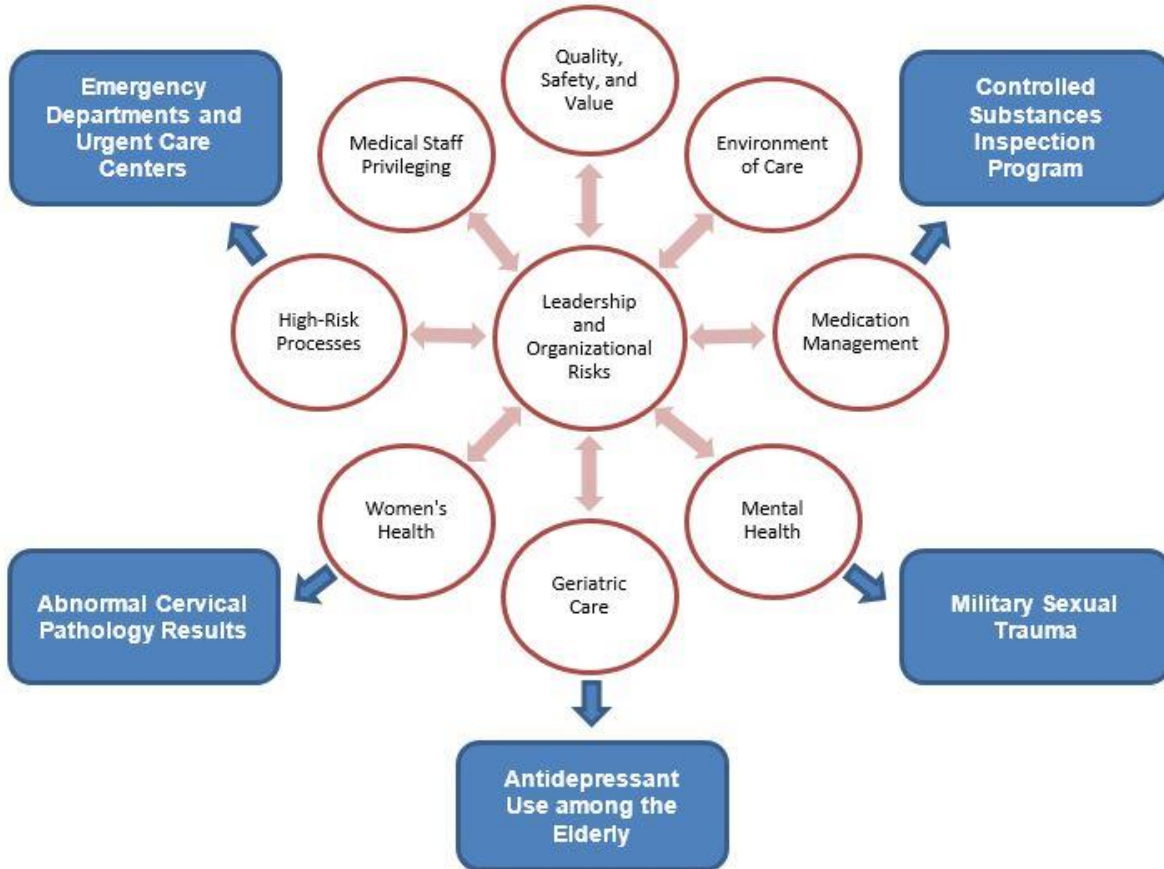 Quality,
Safety, and
Value
Emergency
Departments and
Urgent Care
Centers
Controlled
Substances
Inspection
Program
Medical Staff
Privileging
Environment
of Care
High-Risk
Processes
Leadership
and
Organizational
Risks
Medication
Management
Women's
Health
Mental
Health
Geriatric
Care
Abnormal Cervical
Pathology Results
Military Sexual
Trauma
Antidepressant
Use among the
Elderly